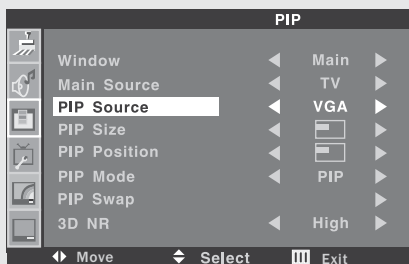 PIP
Window Main
Main Source TV
PIP Source VGA
PIP Size
PIP Position
PIP Mode PIP
PIP Swap
3D NR High
Move Select Exit